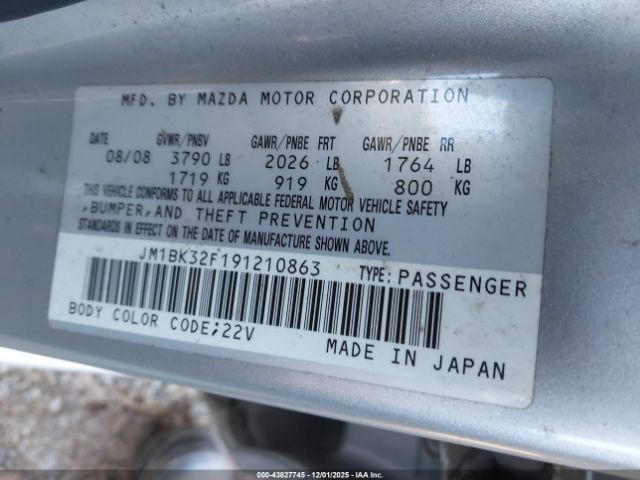 MFD. BY MAZDA MOTOR CORPORATION
DATE GVWR/PNBV GAWR/PNBE FRT GAWR/PNBE RR
08/08 3790 LB 2026 LB 1764 LB
1719 KG 919 KG 800 KG
THIS VEHICLE CONFORMS TO ALL APPLICABLE FEDERAL MOTOR VEHICLE SAFETY
,BUMPER,AND THEFT PREVENTION
STANDARDS IN EFFECT ON THE DATE OF MANUFACTURE SHOWN ABOVE.
JM1BK32F191210863 TYPE:PASSENGER
BODY COLOR CODE;22V
MADE IN JAPAN
©-43827745 - 12/01/2025 - IAA Inc.